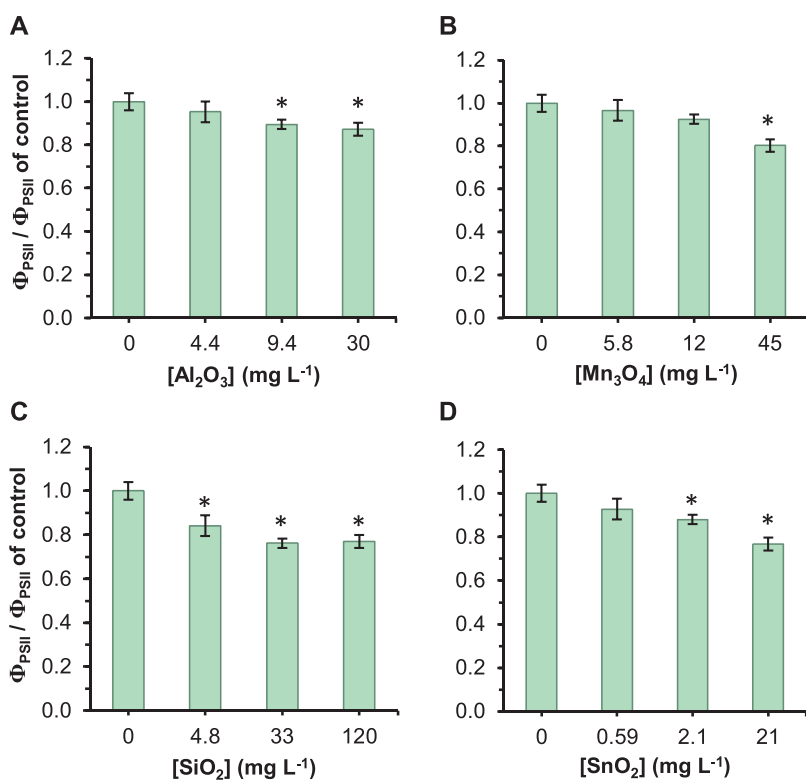 A
1.2
1.0
0.8
0.6
0.4
0.2
0.0
Φ_PSII / Φ_PSII of control
* *
0 4.4 9.4 30
[Al₂O₃] (mg L⁻¹)
B
1.2
1.0
0.8
0.6
0.4
0.2
0.0
*
0 5.8 12 45
[Mn₃O₄] (mg L⁻¹)
C
1.2
1.0
0.8
0.6
0.4
0.2
0.0
Φ_PSII / Φ_PSII of control
* * *
0 4.8 33 120
[SiO₂] (mg L⁻¹)
D
1.2
1.0
0.8
0.6
0.4
0.2
0.0
* *
0 0.59 2.1 21
[SnO₂] (mg L⁻¹)